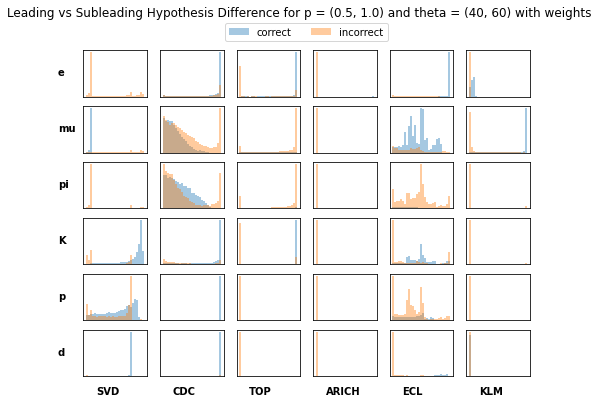 Leading vs Subleading Hypothesis Difference for p = (0.5, 1.0) and theta = (40, 60) with weights
correct incorrect
e
mu
pi
K
p
d
SVD CDC TOP ARICH ECL KLM